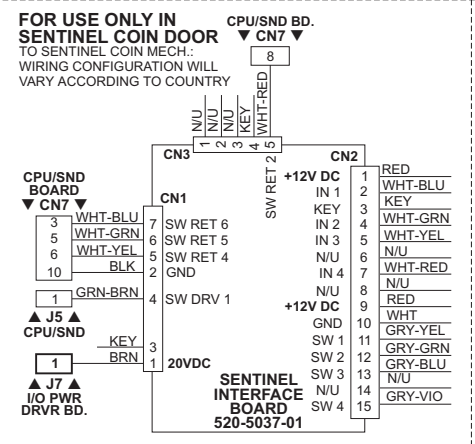 FOR USE ONLY IN
SENTINEL COIN DOOR
TO SENTINEL COIN MECH.:
WIRING CONFIGURATION WILL
VARY ACCORDING TO COUNTRY
CPU/SND BD.
▼ CN7 ▼
8
N/U
N/U
N/U
KEY
WHT-RED
1
2
3
4
5
CN3
SW RET 2
CN2
+12V DC 1 RED
IN 1 2 WHT-BLU
KEY 3 KEY
IN 2 4 WHT-GRN
IN 3 5 WHT-YEL
N/U 6 N/U
IN 4 7 WHT-RED
N/U 8 N/U
+12V DC 9 RED
GND 10 WHT
SW 1 11 GRY-YEL
SW 2 12 GRY-GRN
SW 3 13 GRY-BLU
N/U 14 N/U
SW 4 15 GRY-VIO
CPU/SND
BOARD
▼ CN7 ▼
CN1
3 WHT-BLU 7 SW RET 6
5 WHT-GRN 6 SW RET 5
6 WHT-YEL 5 SW RET 4
10 BLK 2 GND
1 GRN-BRN 4 SW DRV 1
▲ J5 ▲
CPU/SND
KEY 3
1 BRN 1 20VDC
▲ J7 ▲
I/O PWR
DRVR BD.
SENTINEL
INTERFACE
BOARD
520-5037-01